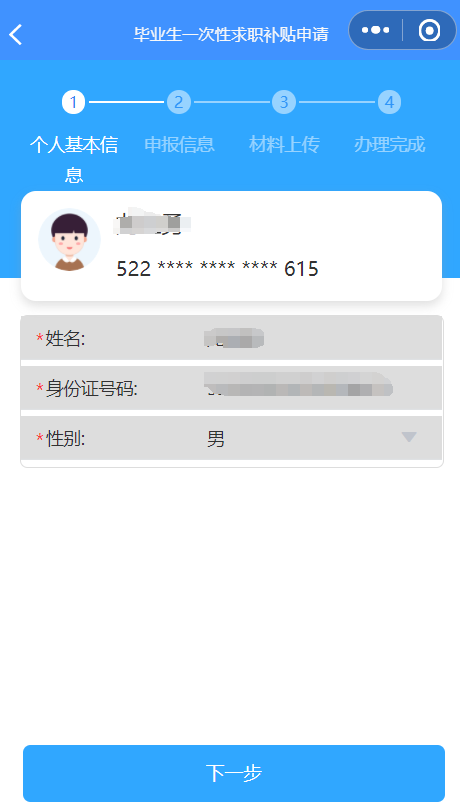 毕业生一次性求职补贴申请
1 2 3 4
个人基本信息 申报信息 材料上传 办理完成
522 **** **** **** 615
*姓名:
*身份证号码:
*性别: 男
下一步